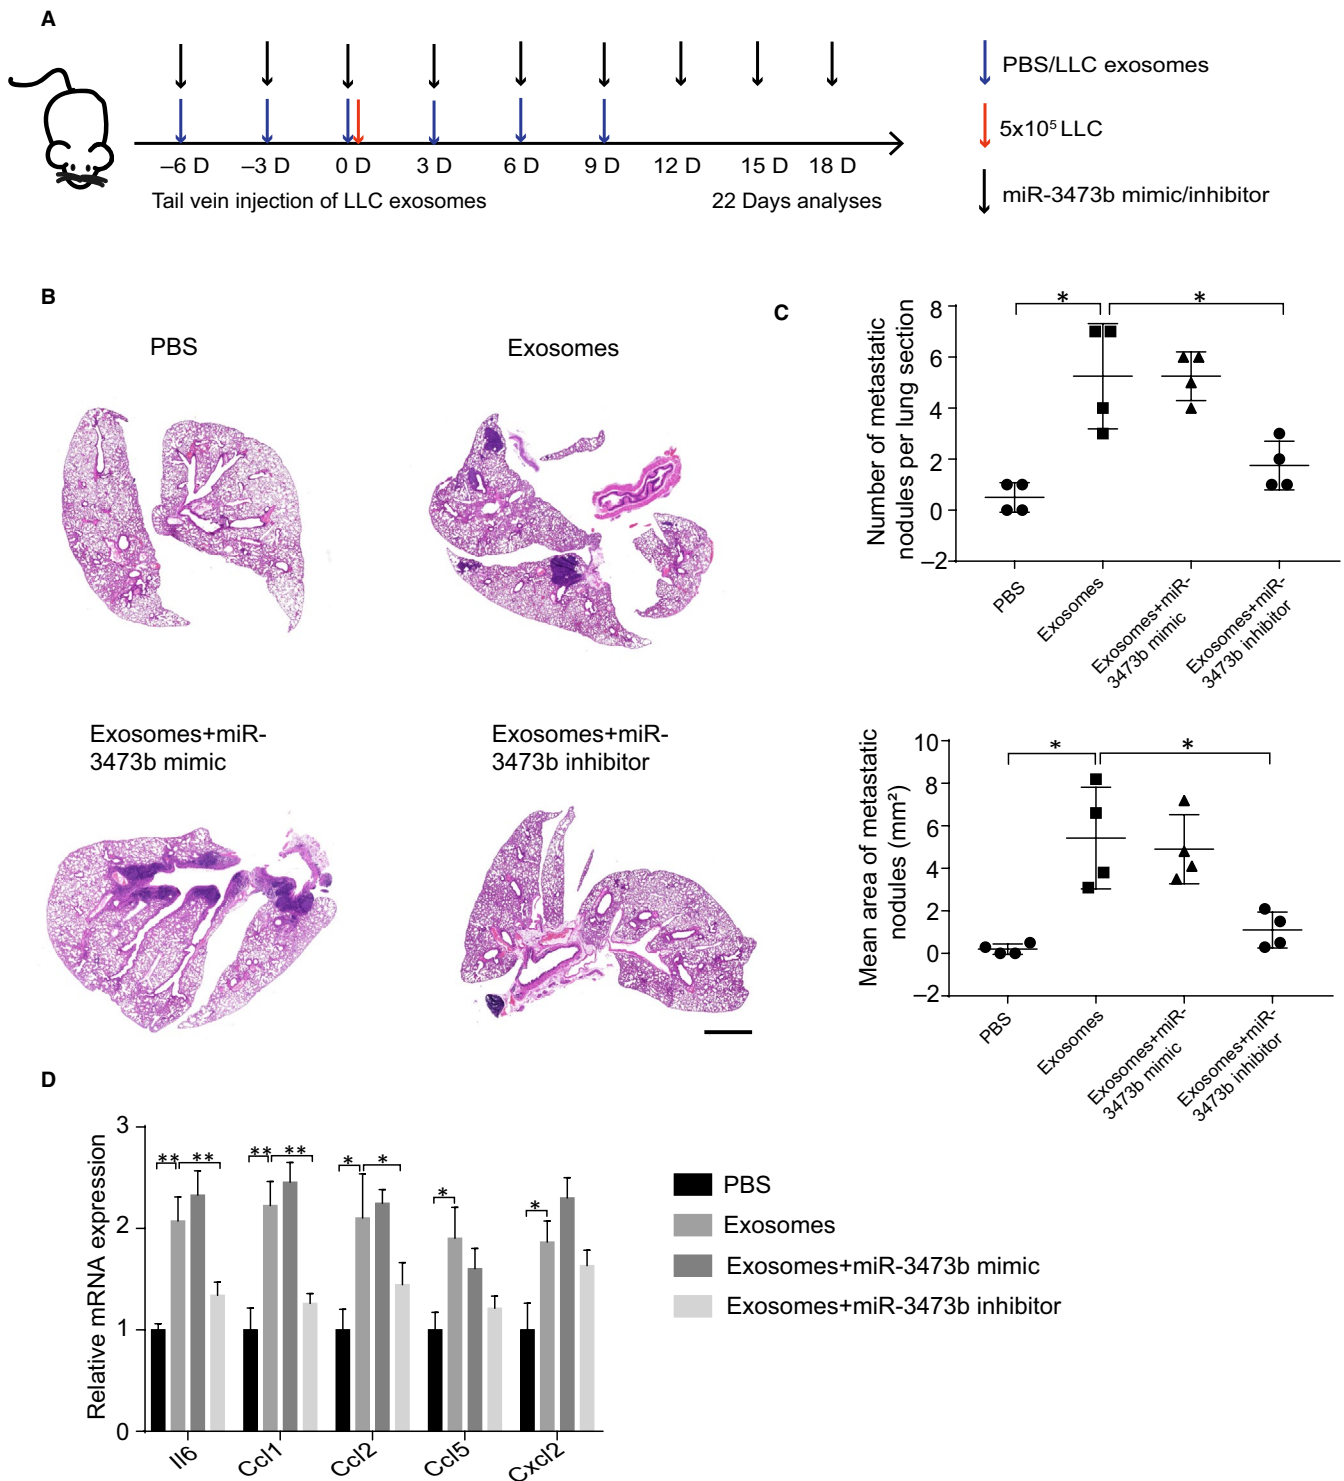 A
PBS/LLC exosomes
5x10⁵ LLC
miR-3473b mimic/inhibitor
–6 D –3 D 0 D 3 D 6 D 9 D 12 D 15 D 18 D
Tail vein injection of LLC exosomes 22 Days analyses
B
PBS
Exosomes
Exosomes+miR-
3473b mimic
Exosomes+miR-
3473b inhibitor
C
Number of metastatic
nodules per lung section
8
6
4
2
0
–2
* *
PBS
Exosomes
Exosomes+miR-
3473b mimic
Exosomes+miR-
3473b inhibitor
Mean area of metastatic
nodules (mm²)
10
8
6
4
2
0
–2
* *
PBS
Exosomes
Exosomes+miR-
3473b mimic
Exosomes+miR-
3473b inhibitor
D
Relative mRNA expression
3
2
1
0
** ** ** ** * * * *
Il6 Ccl1 Ccl2 Ccl5 Cxcl2
PBS
Exosomes
Exosomes+miR-3473b mimic
Exosomes+miR-3473b inhibitor